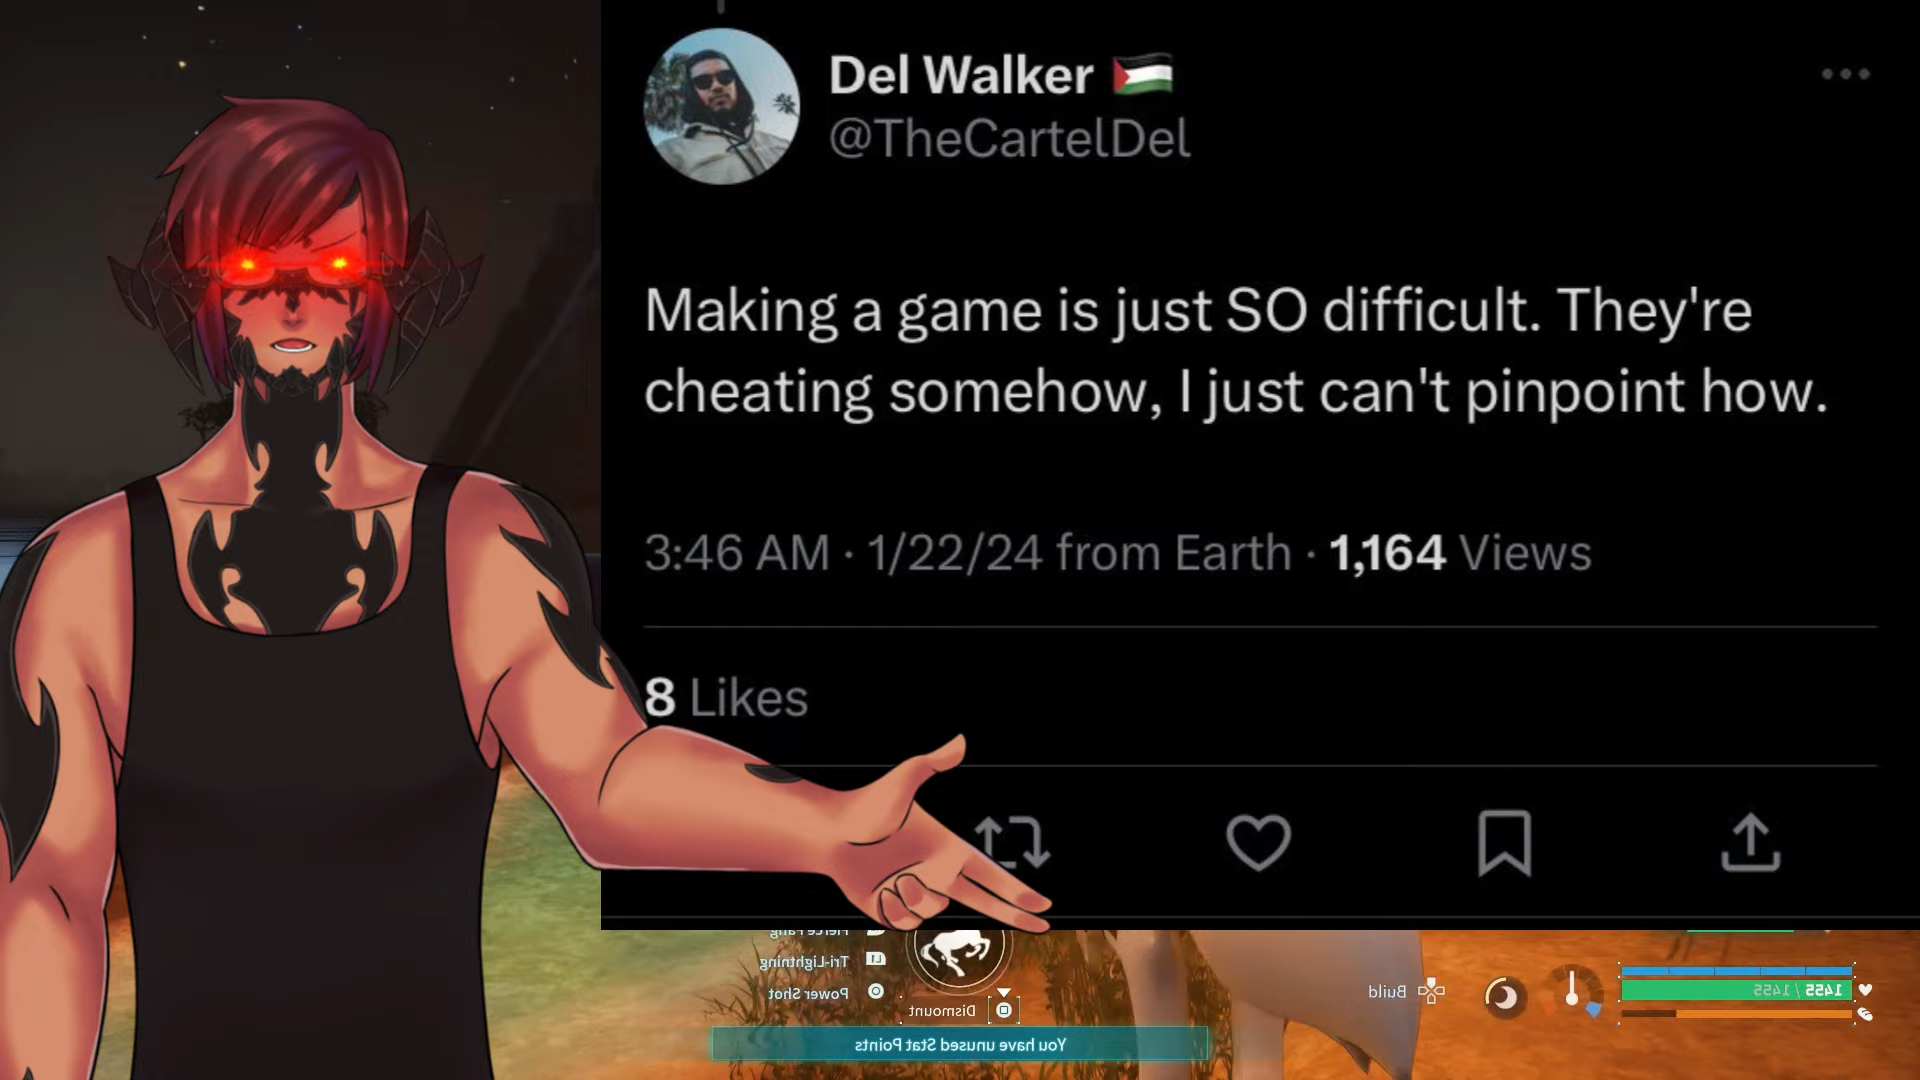 Del Walker 🇵🇸
@TheCartelDel
Making a game is just SO difficult. They're
cheating somehow, I just can't pinpoint how.
3:46 AM · 1/22/24 from Earth · 1,164 Views
8 Likes
Tri-Lightning
L1
Power Shot
Dismount
Build
1455 / 1455
You have unused Stat Points